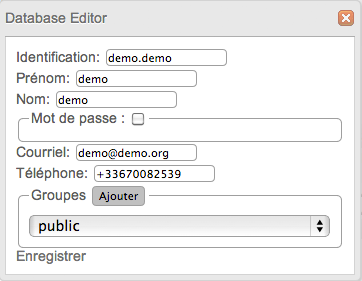 Database Editor
Identification: demo.demo
Prénom: demo
Nom: demo
Mot de passe :
Courriel: demo@demo.org
Téléphone: +33670082539
Groupes Ajouter
public
Enregistrer